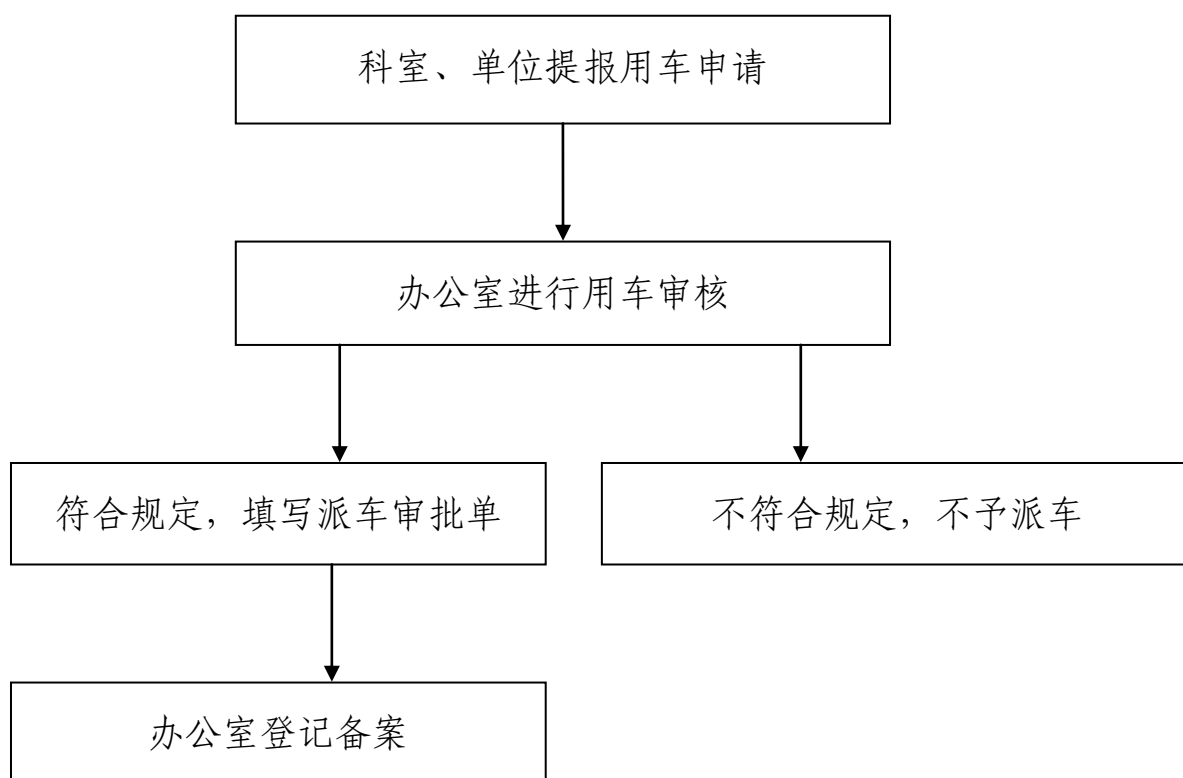 科室、单位提报用车申请
办公室进行用车审核
符合规定，填写派车审批单
不符合规定，不予派车
办公室登记备案